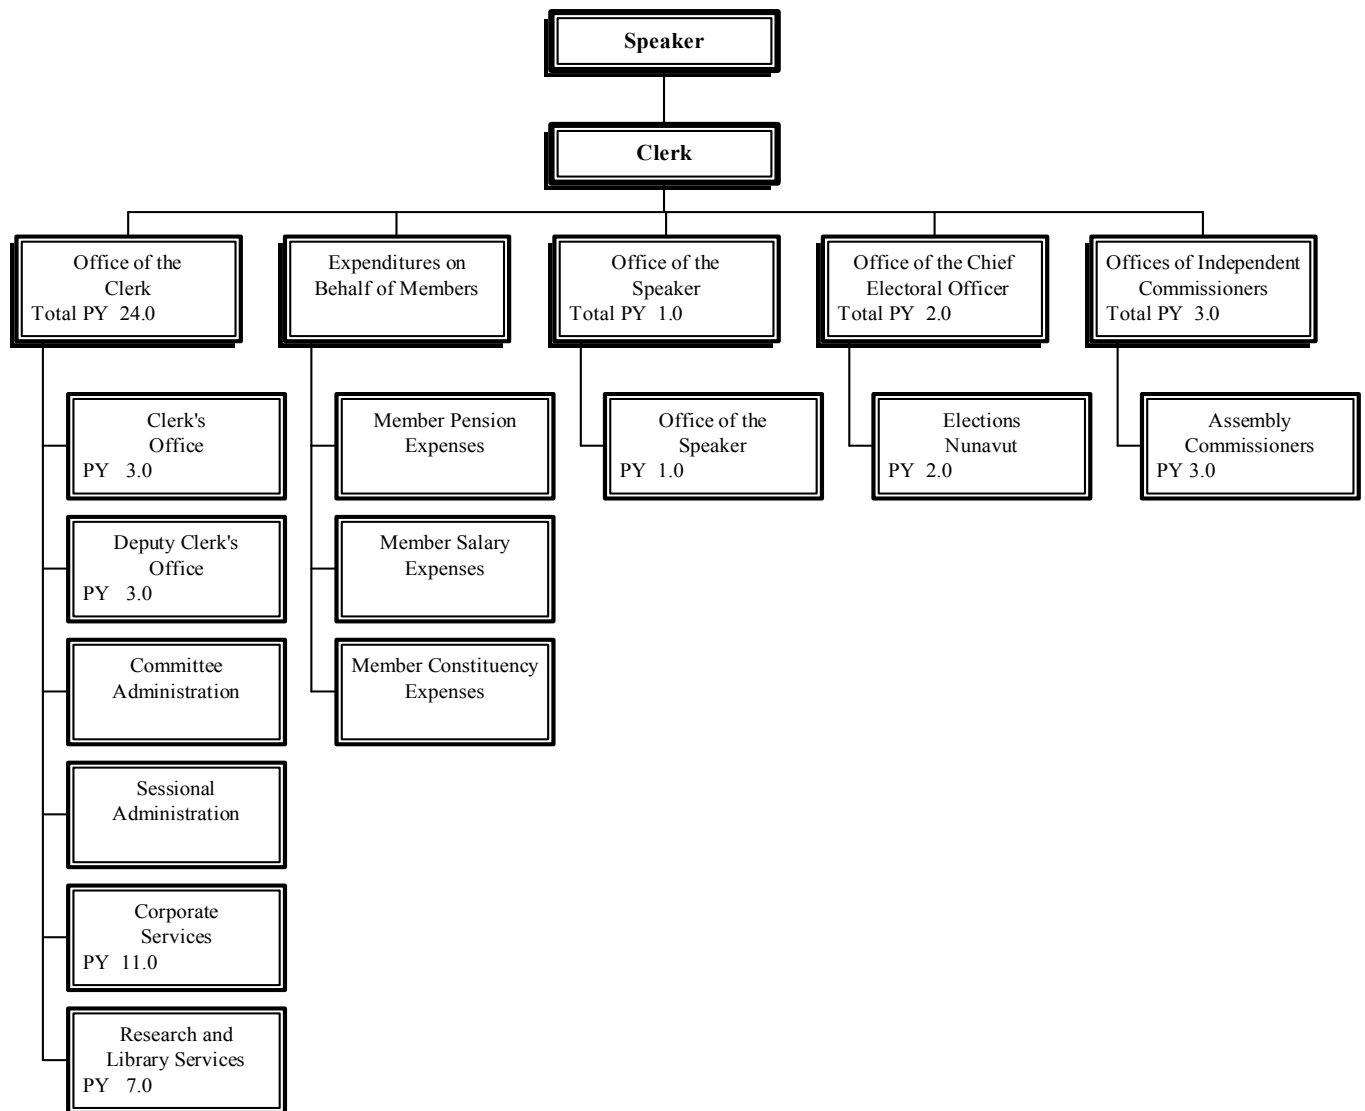 Speaker
Clerk
Office of the
Clerk
Total PY 24.0
Expenditures on
Behalf of Members
Office of the
Speaker
Total PY 1.0
Office of the Chief
Electoral Officer
Total PY 2.0
Offices of Independent
Commissioners
Total PY 3.0
Clerk's
Office
PY 3.0
Deputy Clerk's
Office
PY 3.0
Committee
Administration
Sessional
Administration
Corporate
Services
PY 11.0
Research and
Library Services
PY 7.0
Member Pension
Expenses
Member Salary
Expenses
Member Constituency
Expenses
Office of the
Speaker
PY 1.0
Elections
Nunavut
PY 2.0
Assembly
Commissioners
PY 3.0